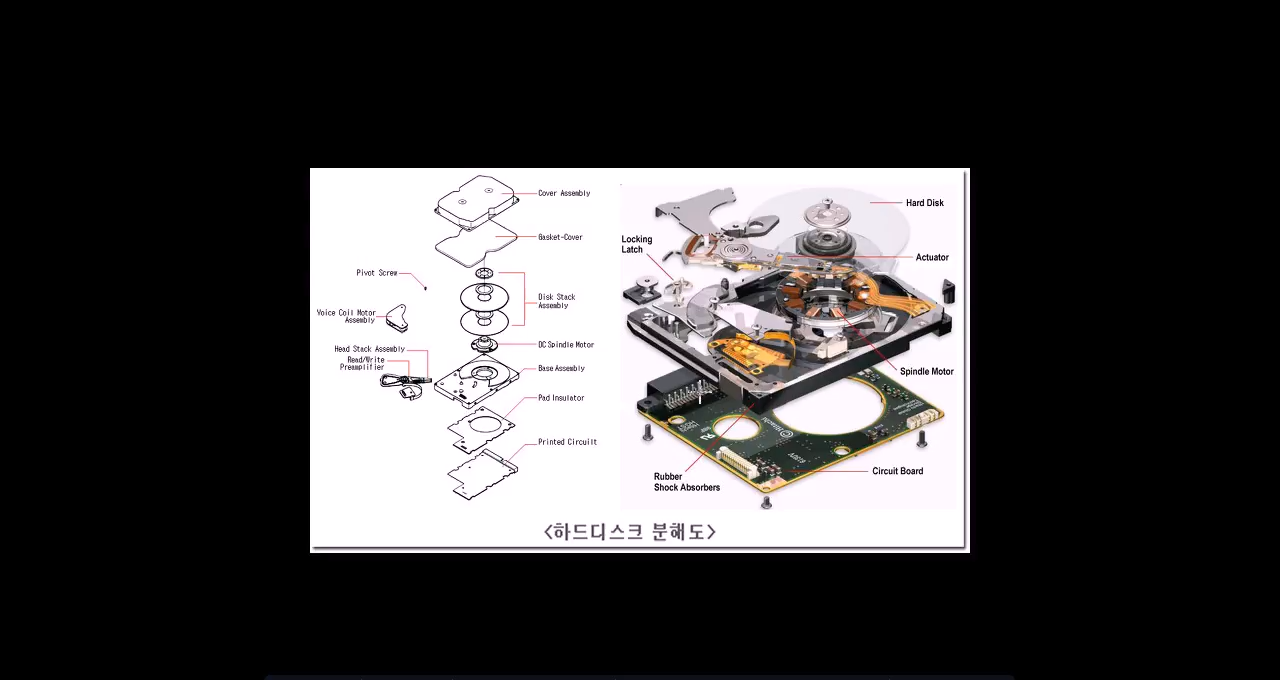 Cover Assembly
Gasket-Cover
Pivot Screw
Disk Stack
Assembly
Voice Coil Motor
Assembly
DC Spindle Motor
Head Stack Assembly
Read/Write
Preamplifier
Base Assembly
Pad Insulator
Printed Circuilt
Hard Disk
Locking
Latch
Actuator
Spindle Motor
Rubber
Shock Absorbers
Circuit Board
<하드디스크 분해도>